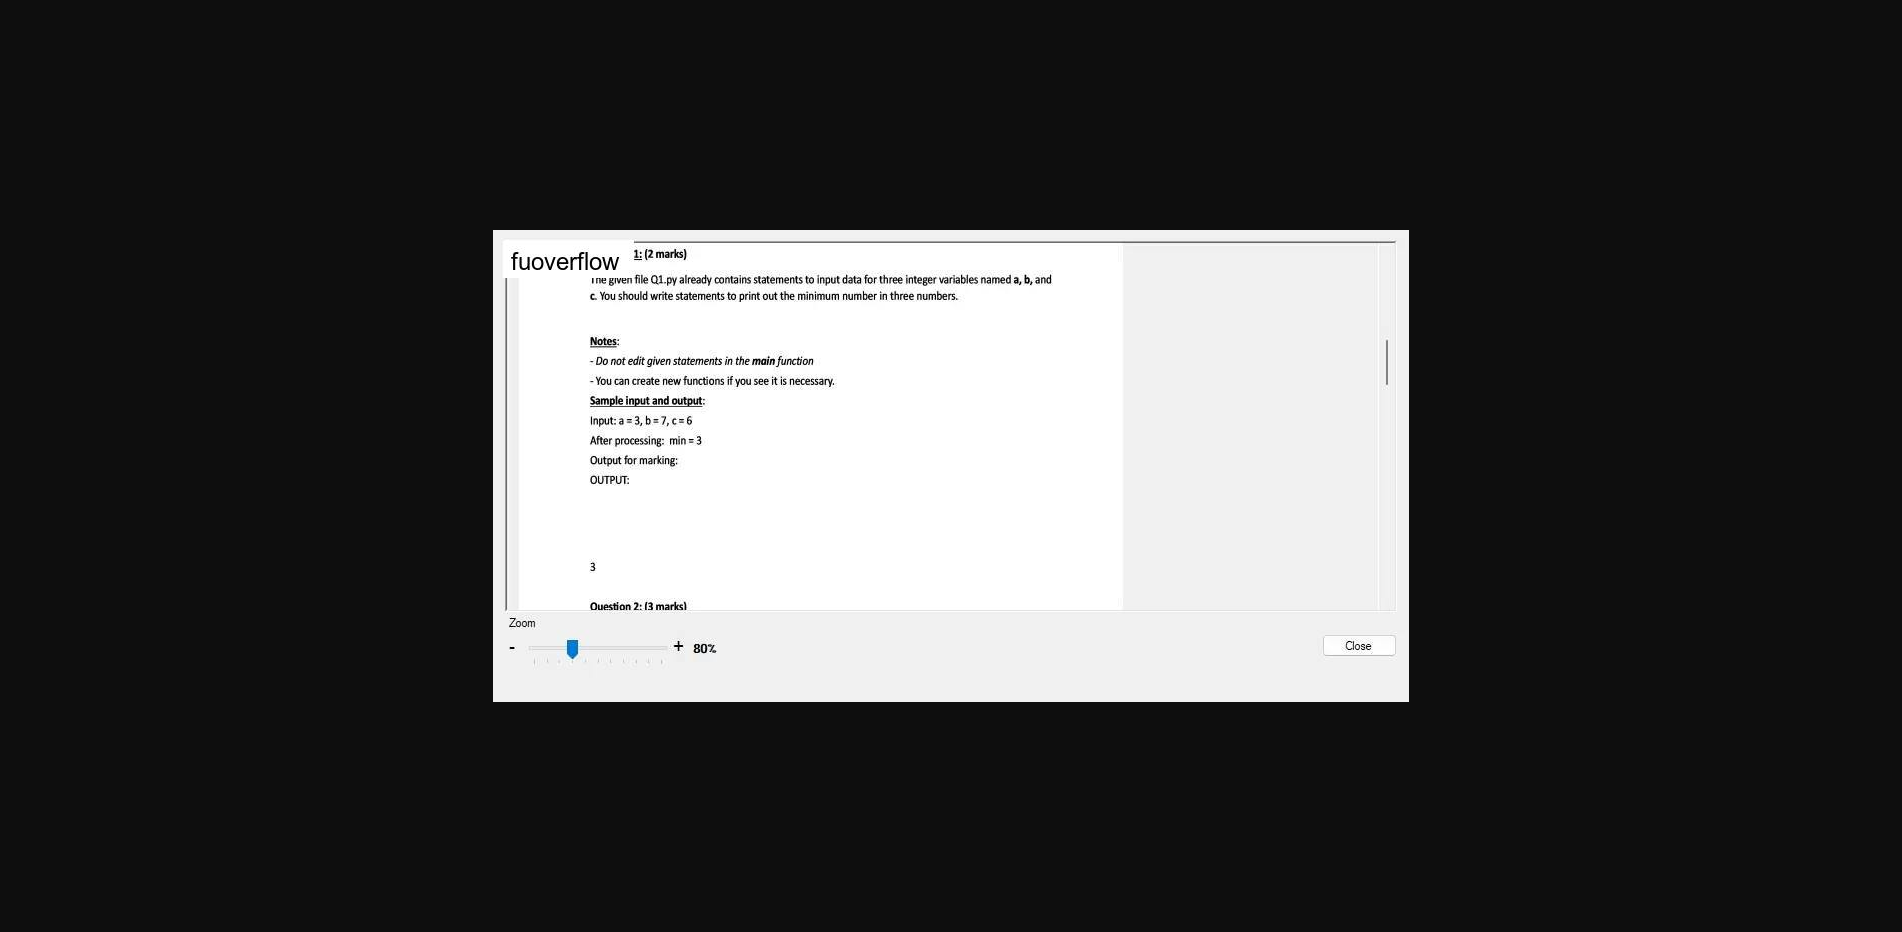 fuoverflow
1: (2 marks)
The given file Q1.py already contains statements to input data for three integer variables named a, b, and
c. You should write statements to print out the minimum number in three numbers.
Notes:
- Do not edit given statements in the main function
- You can create new functions if you see it is necessary.
Sample input and output:
Input: a = 3, b = 7, c = 6
After processing:  min = 3
Output for marking:
OUTPUT:
3
Question 2: (3 marks)
Zoom
- + 80%
Close